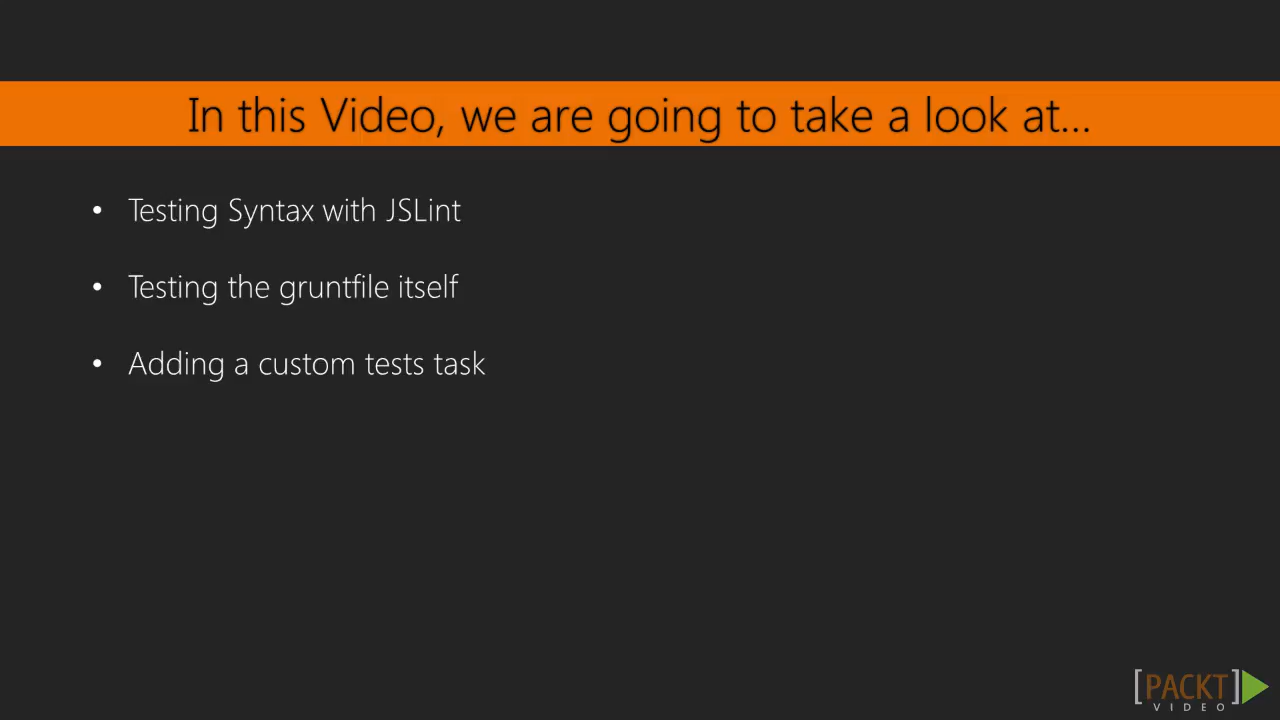 In this Video, we are going to take a look at...
• Testing Syntax with JSLint
• Testing the gruntfile itself
• Adding a custom tests task
[PACKT]
VIDEO